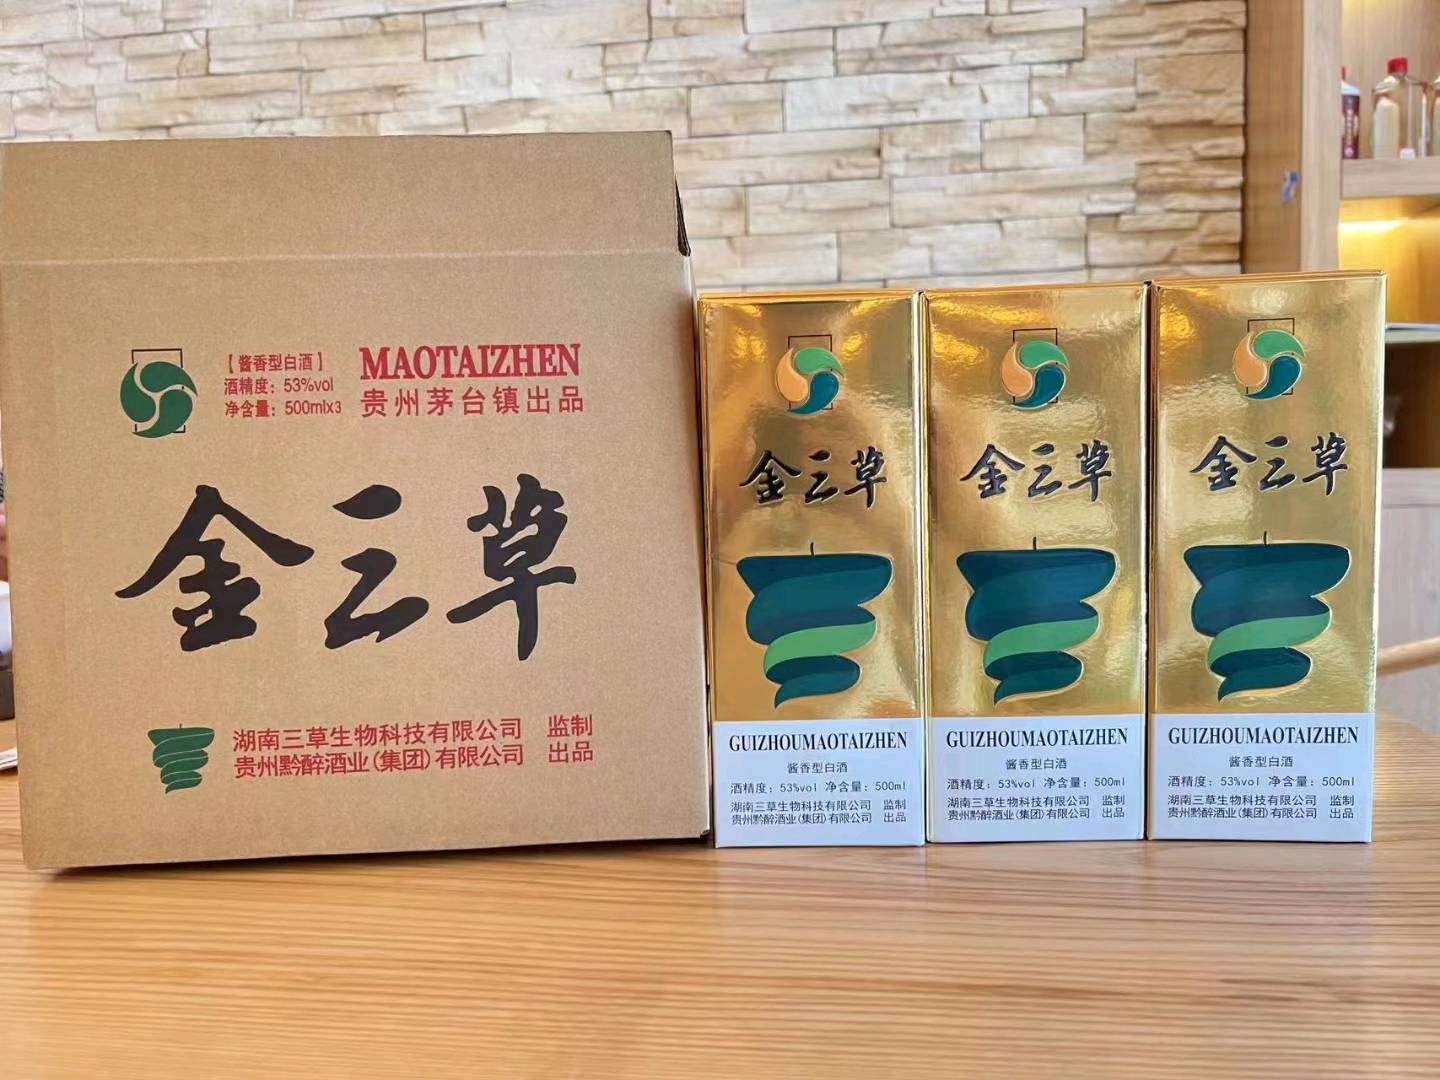 【酱香型白酒】
酒精度：53%vol
净含量：500mlx3
MAOTAIZHEN
贵州茅台镇出品
金三草
湖南三草生物科技有限公司 监制
贵州黔醉酒业(集团)有限公司 出品
金三草
GUIZHOUMAOTAIZHEN
酱香型白酒
酒精度：53%vol 净含量：500ml
湖南三草生物科技有限公司 监制
贵州黔醉酒业(集团)有限公司 出品
金三草
GUIZHOUMAOTAIZHEN
酱香型白酒
酒精度：53%vol 净含量：500ml
湖南三草生物科技有限公司 监制
贵州黔醉酒业(集团)有限公司 出品
金三草
GUIZHOUMAOTAIZHEN
酱香型白酒
酒精度：53%vol 净含量：500ml
湖南三草生物科技有限公司 监制
贵州黔醉酒业(集团)有限公司 出品